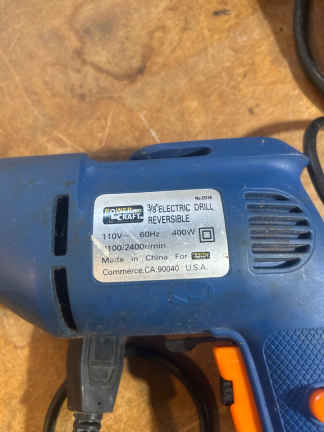 POWER CRAFT
3/8" ELECTRIC DRILL
REVERSIBLE
110V~ 60Hz 400W
1100/2400r/min
Made in China For
Commerce,CA 90040 U.S.A.